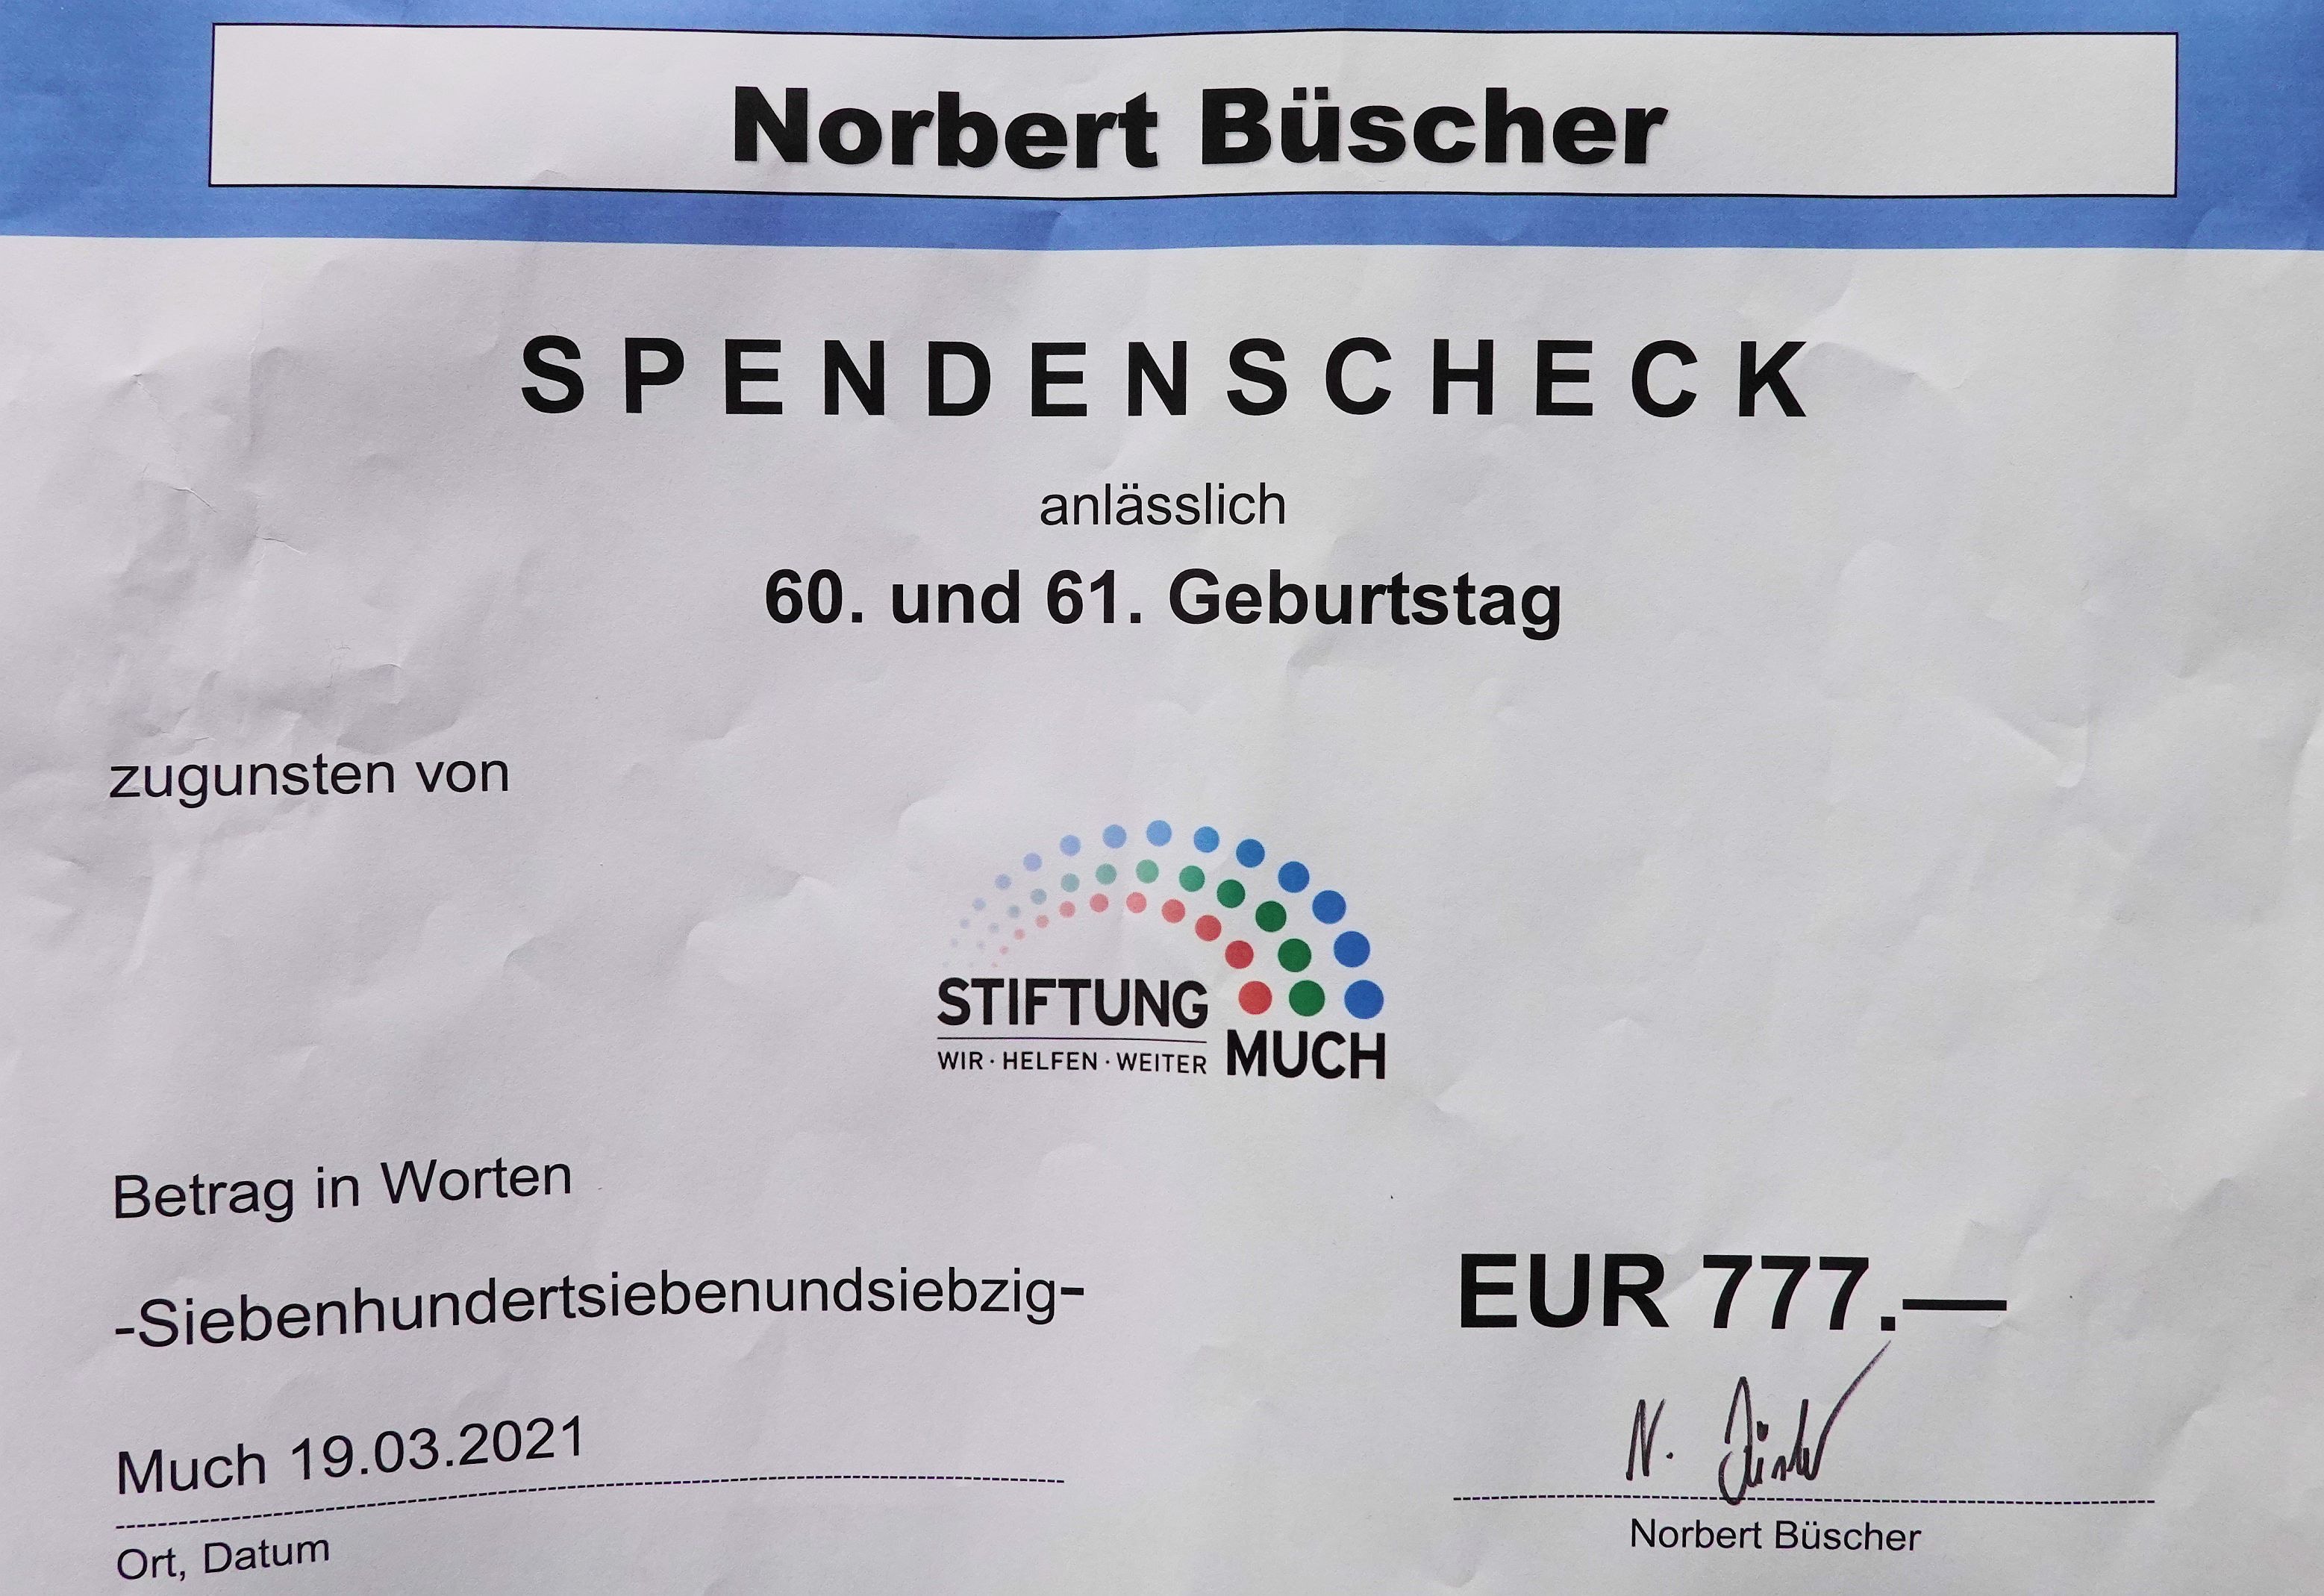 Norbert Büscher
SPENDENSCHECK
anlässlich
60. und 61. Geburtstag
zugunsten von
STIFTUNG
WIR · HELFEN · WEITER MUCH
Betrag in Worten
-Siebenhundertsiebenundsiebzig-
EUR 777.—
Much 19.03.2021
N. Büscher
Ort, Datum
Norbert Büscher